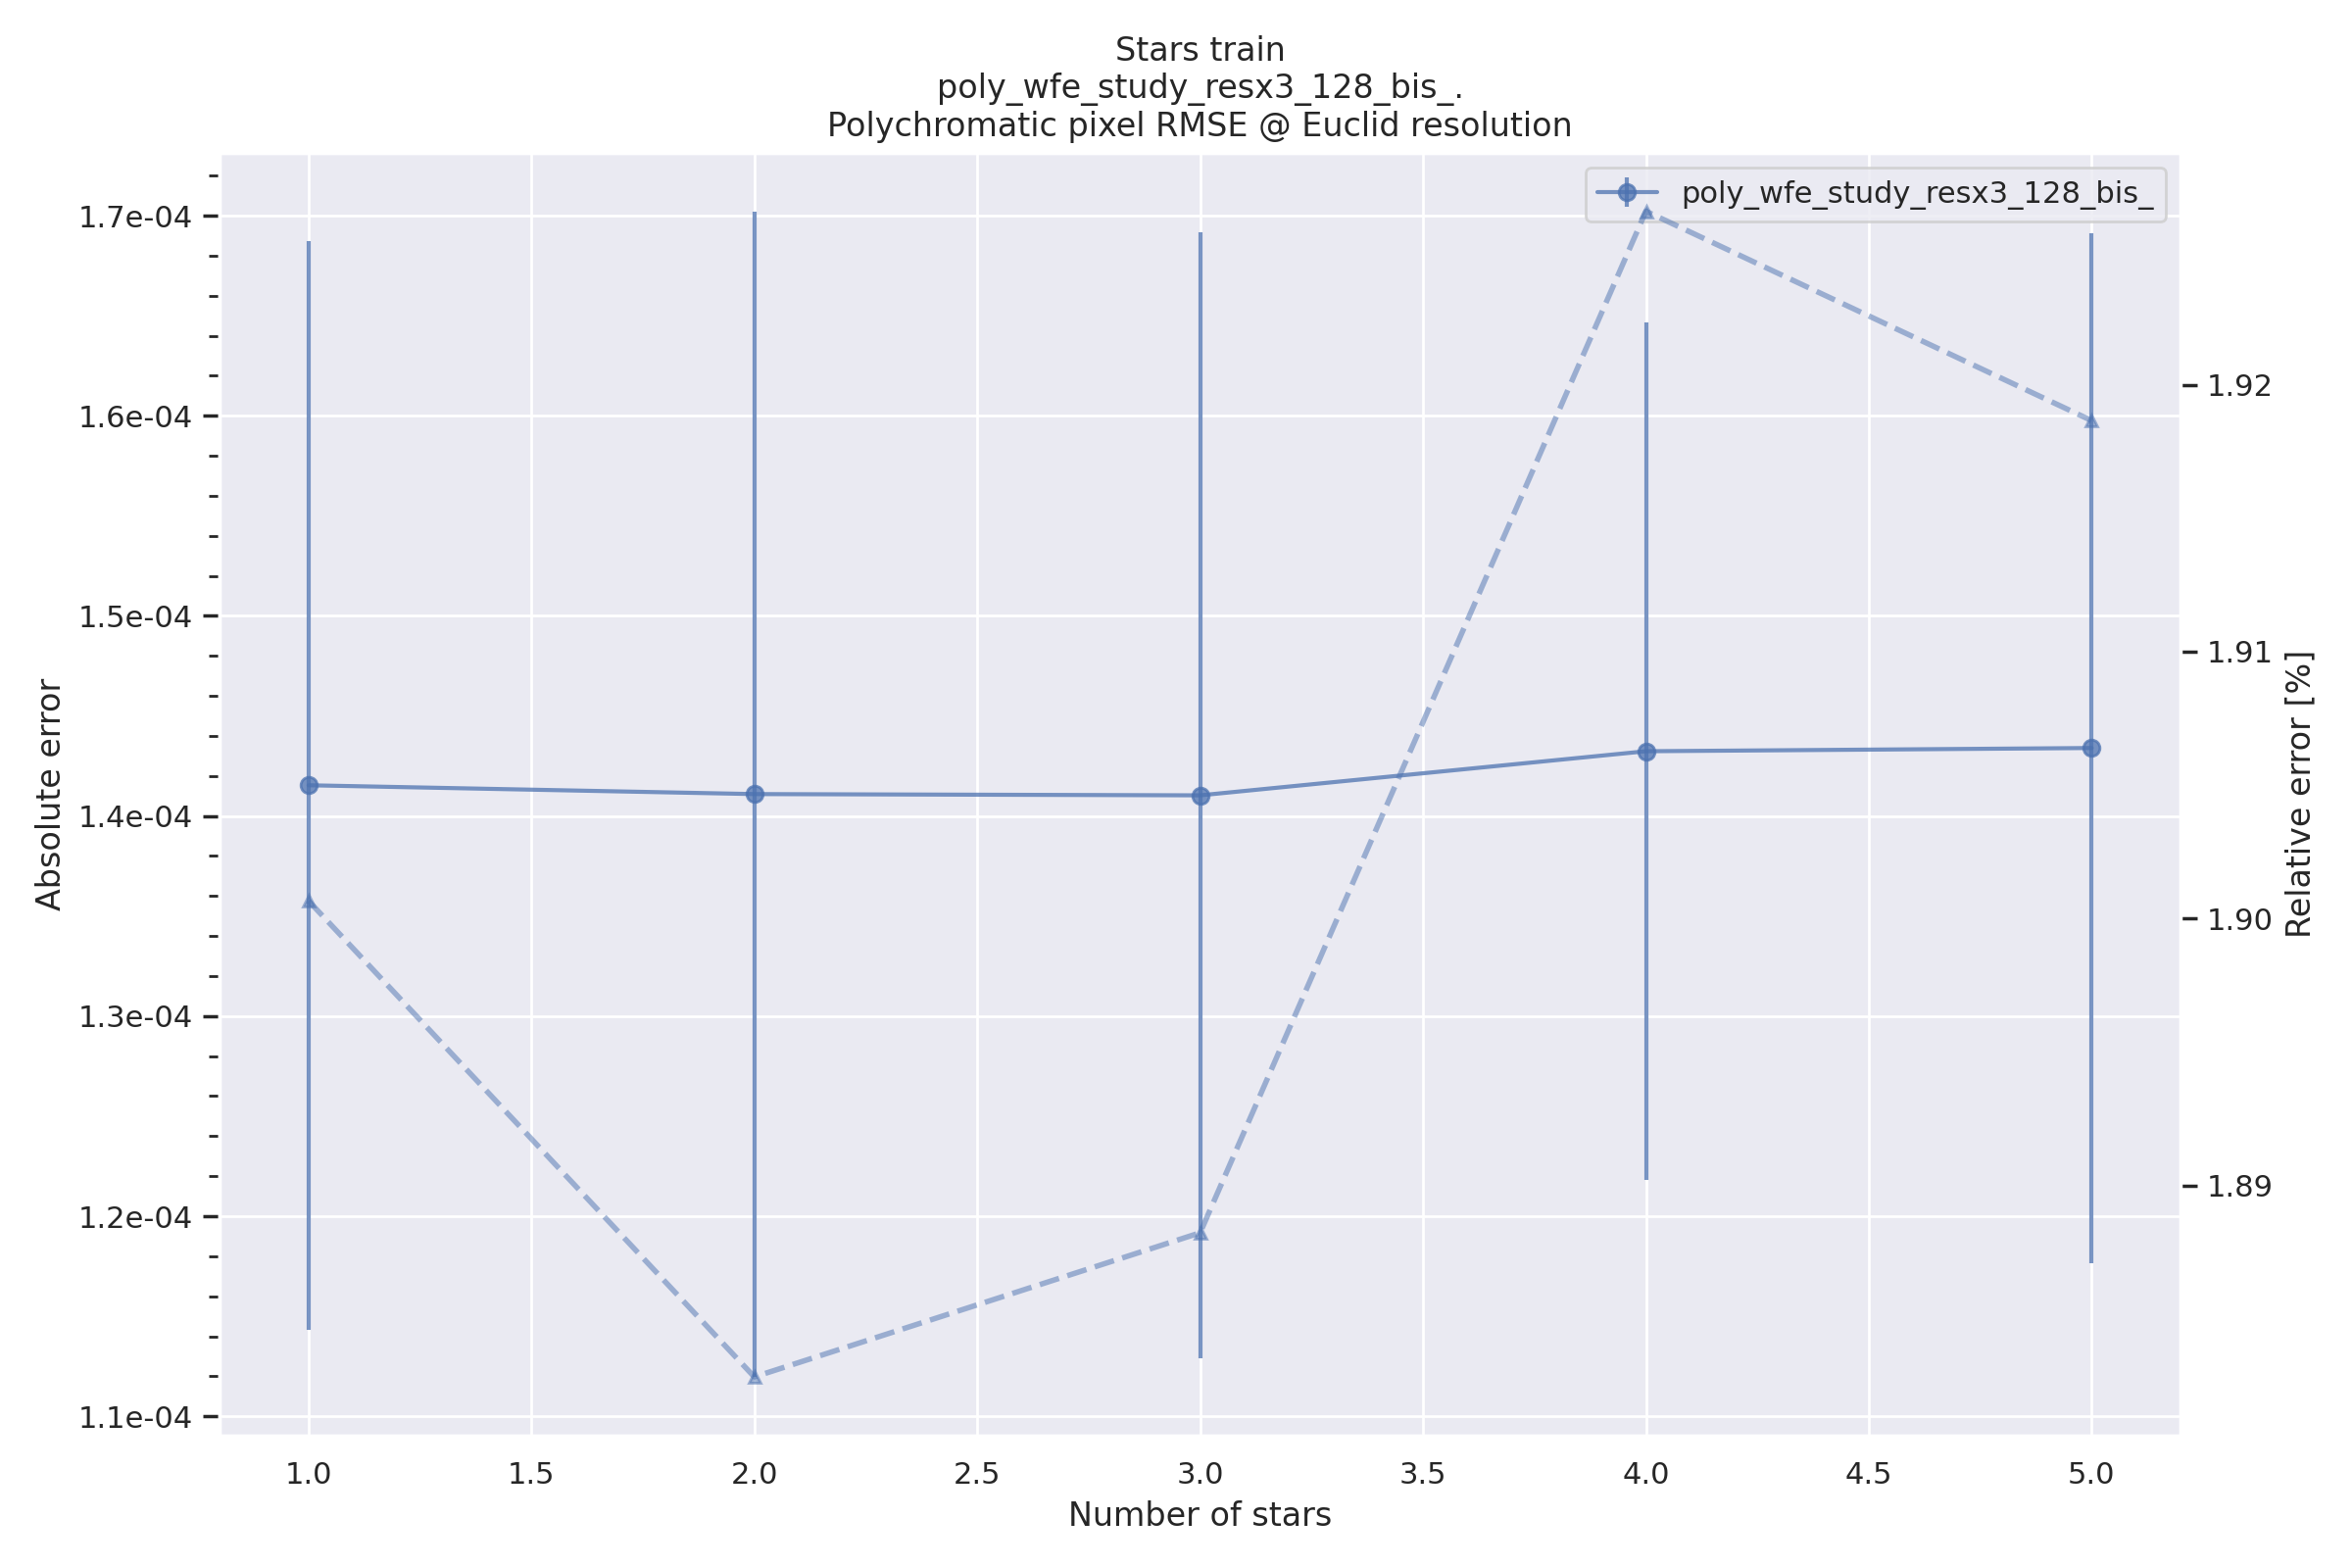 Stars train
poly_wfe_study_resx3_128_bis_.
Polychromatic pixel RMSE @ Euclid resolution
poly_wfe_study_resx3_128_bis_
1.7e-04
1.6e-04
1.5e-04
1.4e-04
1.3e-04
1.2e-04
1.1e-04
Absolute error
1.92
1.91
1.90
1.89
Relative error [%]
1.0 1.5 2.0 2.5 3.0 3.5 4.0 4.5 5.0
Number of stars